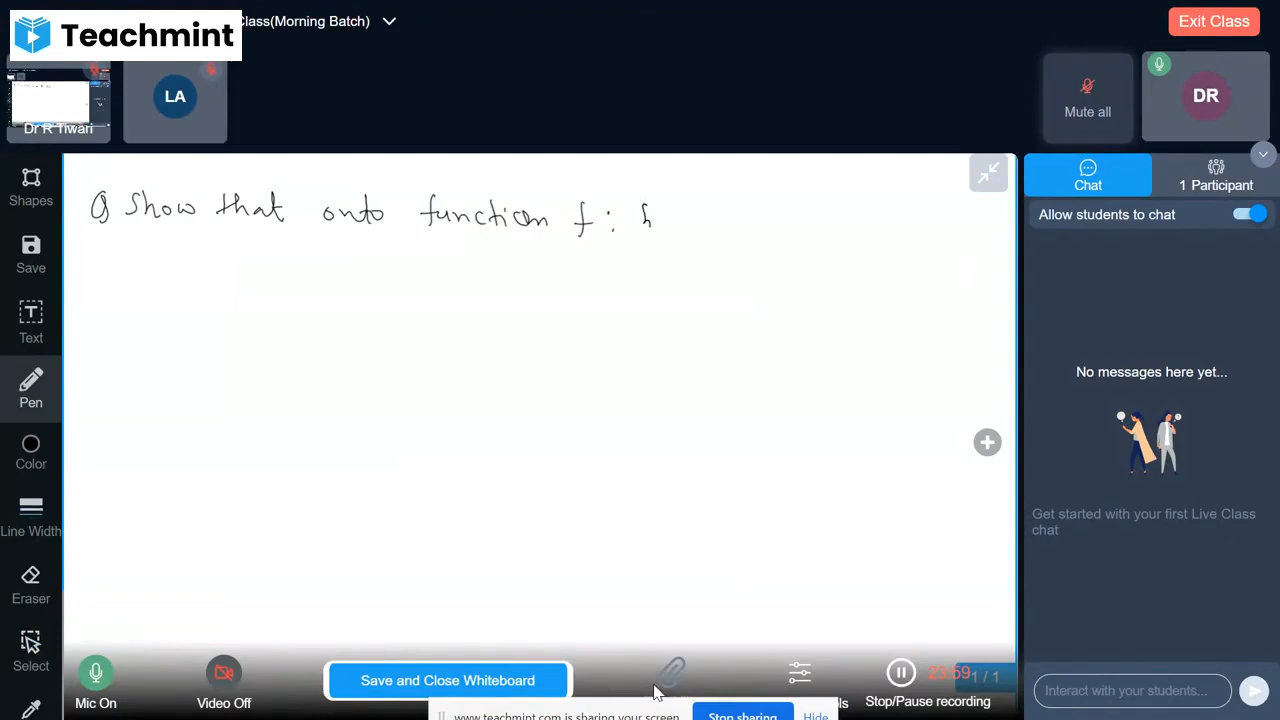 Teachmint
Class(Morning Batch)
Exit Class
LA
DR
Dr R Tiwari
Mute all
Shapes
Save
Text
Pen
Color
Line Width
Eraser
Select
Q Show that onto function f :
Chat
1 Participant
Allow students to chat
No messages here yet...
Get started with your first Live Class
chat
Interact with your students...
Mic On
Video Off
Save and Close Whiteboard
23:59
1 / 1
Stop/Pause recording
www.teachmint.com is sharing your screen.
Stop sharing
Hide